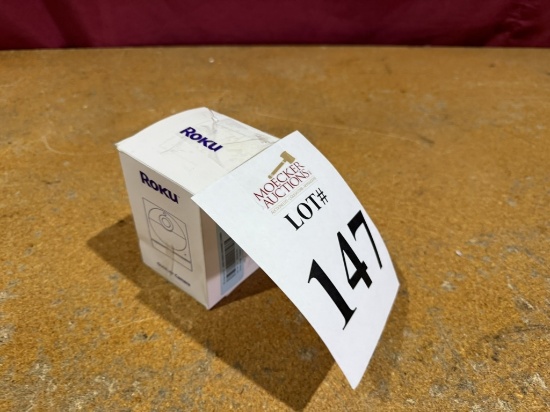 ROKU
ROKU
MOECKER
AUCTIONS
LOT#
147